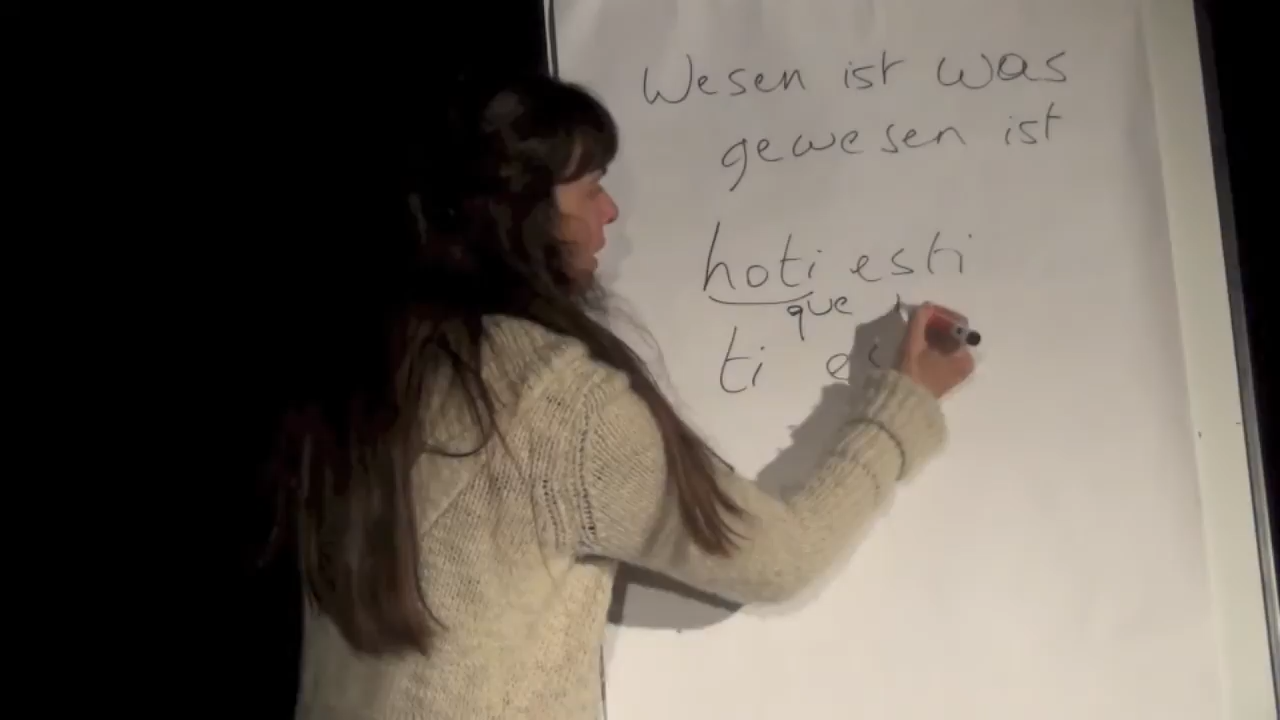 Wesen ist was
gewesen ist
hoti esti
que
ti